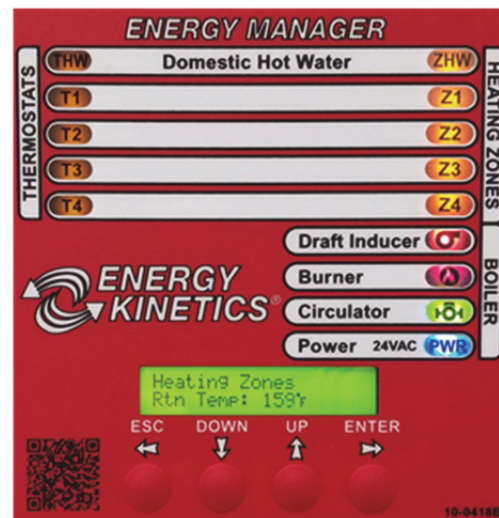 ENERGY MANAGER
THERMOSTATS
HEATING ZONES
THW Domestic Hot Water ZHW
T1 Z1
T2 Z2
T3 Z3
T4 Z4
BOILER
Draft Inducer
Burner
ENERGY KINETICS®
Circulator
Power 24VAC PWR
Heating Zones
Rtn Temp: 159°F
ESC DOWN UP ENTER
10-0418B